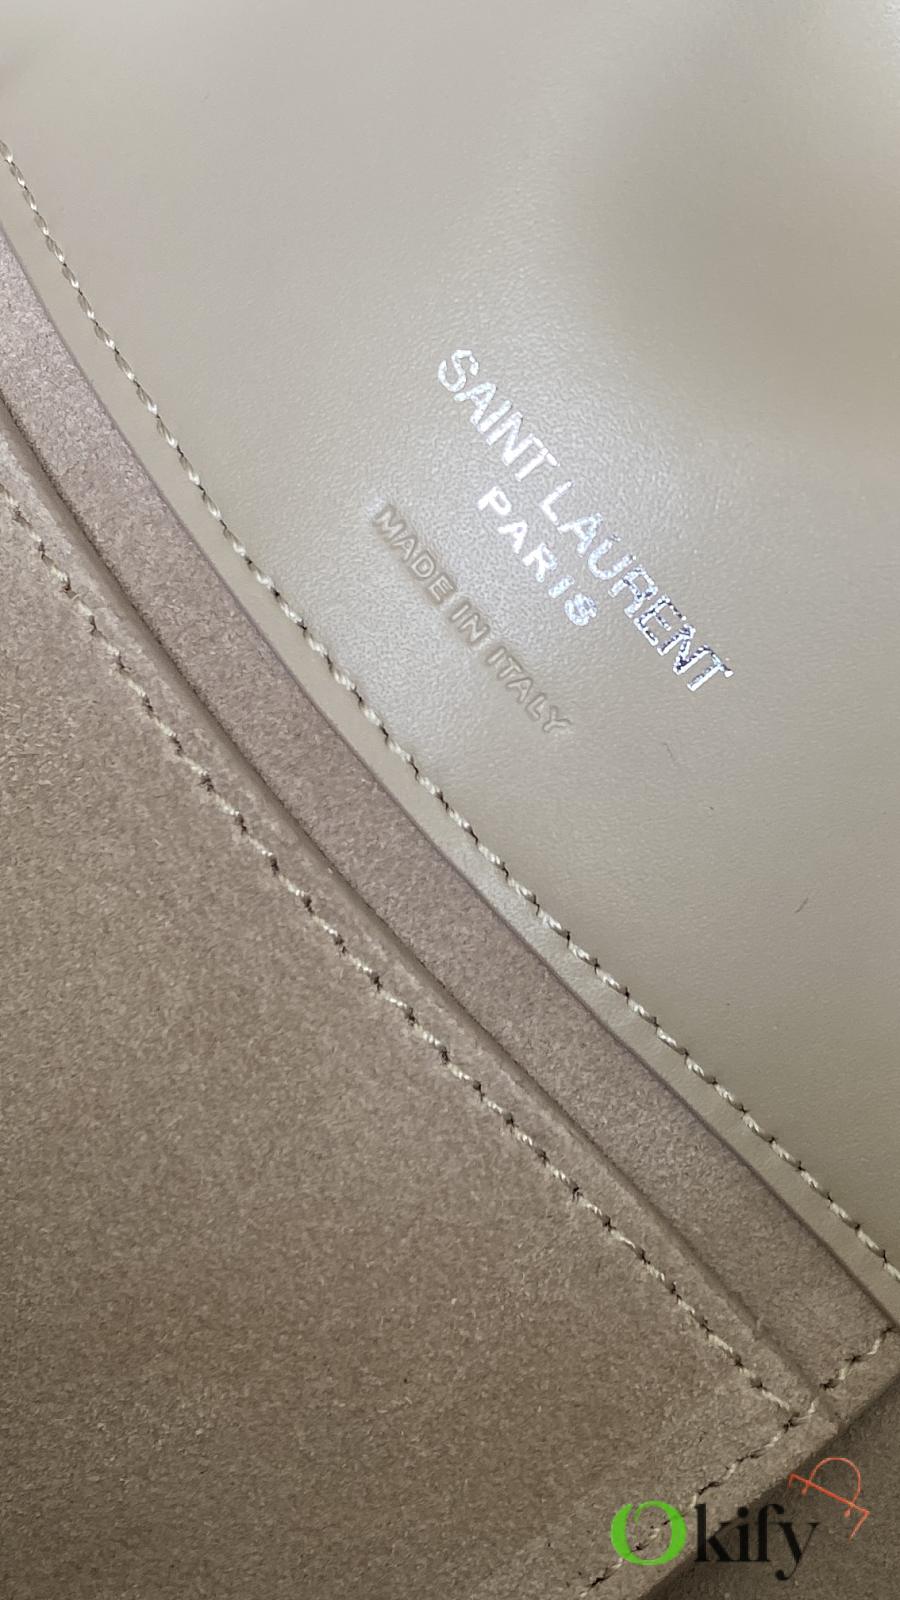 SAINT LAURENT
PARIS
MADE IN ITALY
Okify